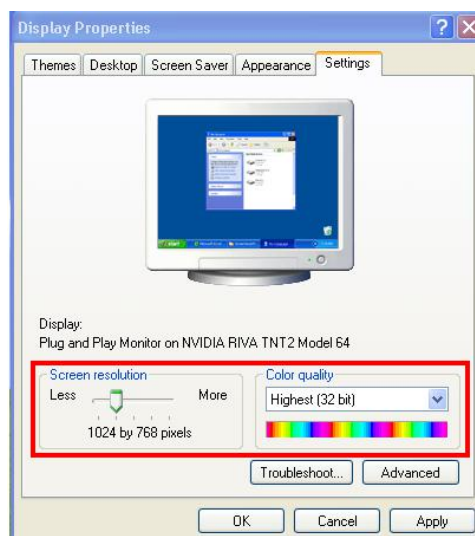 Display Properties
Themes Desktop Screen Saver Appearance Settings
Display:
Plug and Play Monitor on NVIDIA RIVA TNT2 Model 64
Screen resolution
Less More
1024 by 768 pixels
Color quality
Highest (32 bit)
Troubleshoot... Advanced
OK Cancel Apply